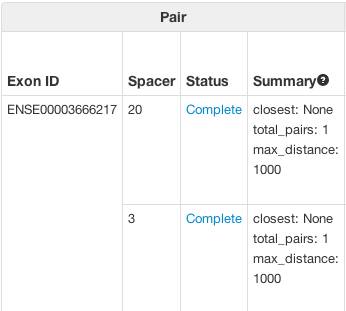 Pair
Exon ID Spacer Status Summary?
ENSE00003666217 20 Complete closest: None
total_pairs: 1
max_distance:
1000
3 Complete closest: None
total_pairs: 1
max_distance:
1000